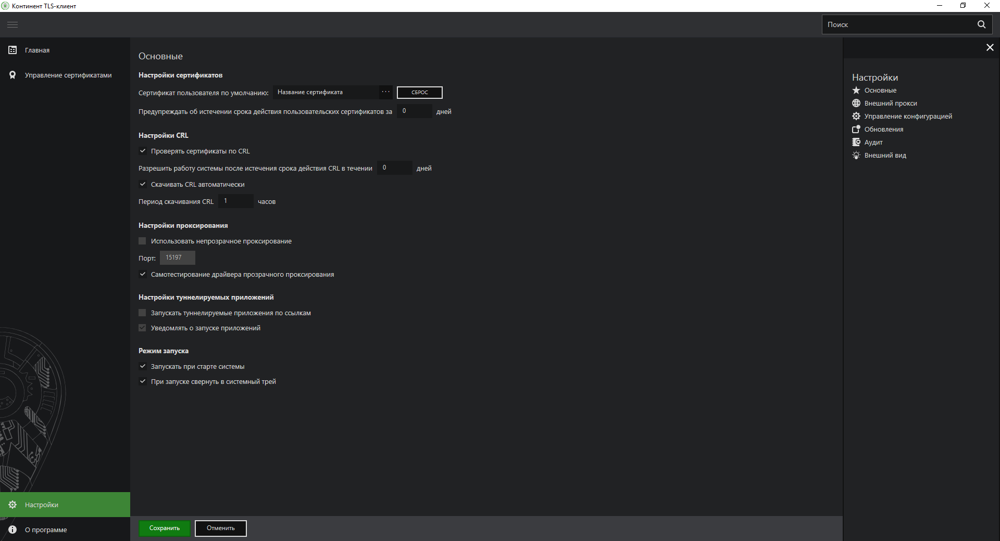 Континент TLS-клиент
Поиск
Главная
Управление сертификатами
Настройки
О программе
Основные
Настройки сертификатов
Сертификат пользователя по умолчанию: Название сертификата ... СБРОС
Предупреждать об истечении срока действия пользовательских сертификатов за 0 дней
Настройки CRL
Проверять сертификаты по CRL
Разрешить работу системы после истечения срока действия CRL в течении 0 дней
Скачивать CRL автоматически
Период скачивания CRL 1 часов
Настройки проксирования
Использовать непрозрачное проксирование
Порт: 15197
Самотестирование драйвера прозрачного проксирования
Настройки туннелируемых приложений
Запускать туннелируемые приложения по ссылкам
Уведомлять о запуске приложений
Режим запуска
Запускать при старте системы
При запуске свернуть в системный трей
Сохранить Отменить
Настройки
Основные
Внешний прокси
Управление конфигурацией
Обновления
Аудит
Внешний вид